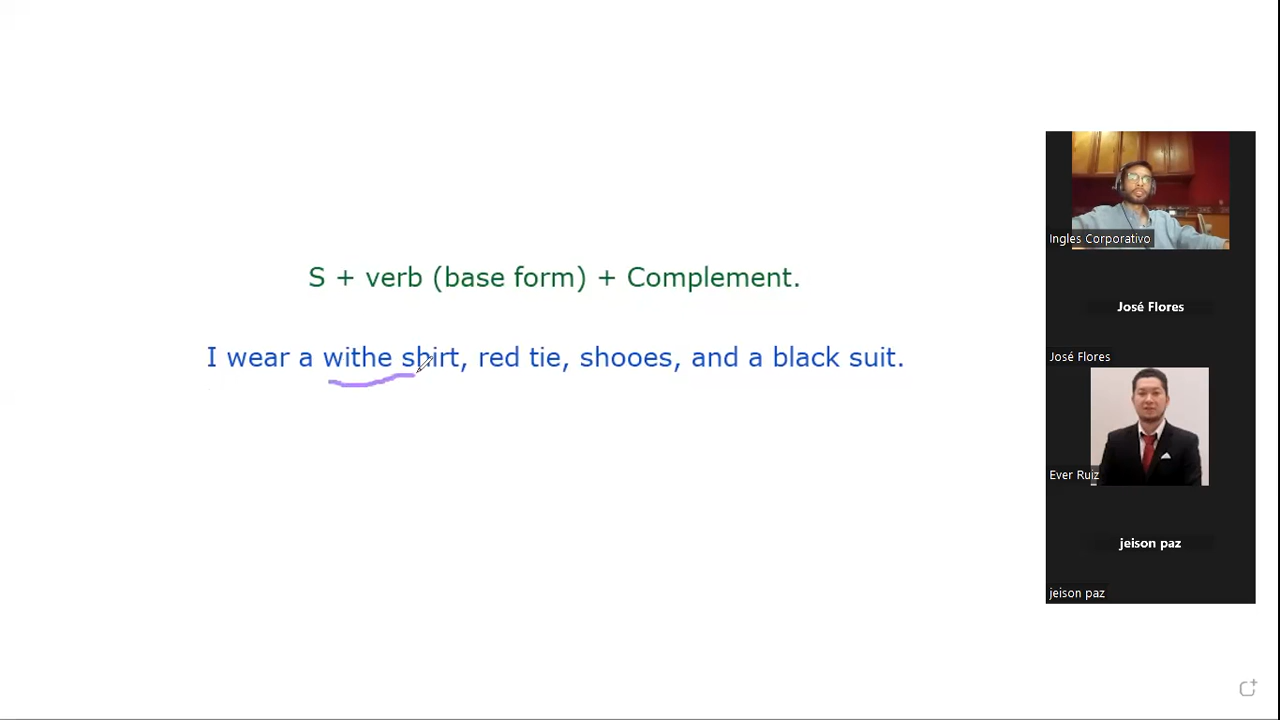 S + verb (base form) + Complement.
I wear a withe shirt, red tie, shooes, and a black suit.
Ingles Corporativo
José Flores
José Flores
Ever Ruiz
jeison paz
jeison paz